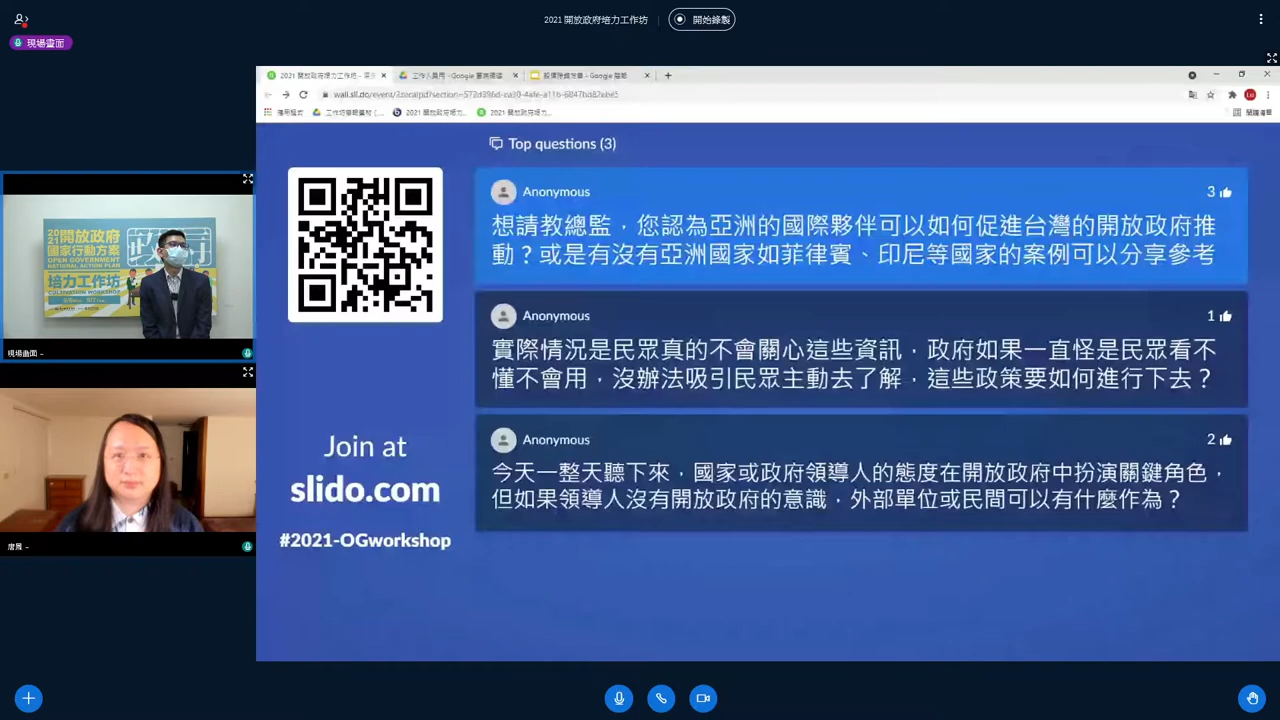 2021 開放政府培力工作坊
開始錄製
現場畫面
2021 開放政府培力工作坊 -
Top questions (3)
Anonymous
3
想請教總監，您認為亞洲的國際夥伴可以如何促進台灣的開放政府推
動？或是有沒有亞洲國家如菲律賓、印尼等國家的案例可以分享參考
Anonymous
1
實際情況是民眾真的不會關心這些資訊，政府如果一直怪是民眾看不
懂不會用，沒辦法吸引民眾主動去了解，這些政策要如何進行下去？
Anonymous
2
今天一整天聽下來，國家或政府領導人的態度在開放政府中扮演關鍵角色，
但如果領導人沒有開放政府的意識，外部單位或民間可以有什麼作為？
Join at
slido.com
#2021-OGworkshop
2021開放政府
國家行動方案
OPEN GOVERNMENT
NATIONAL ACTION PLAN
培力工作坊
現場畫面
唐鳳